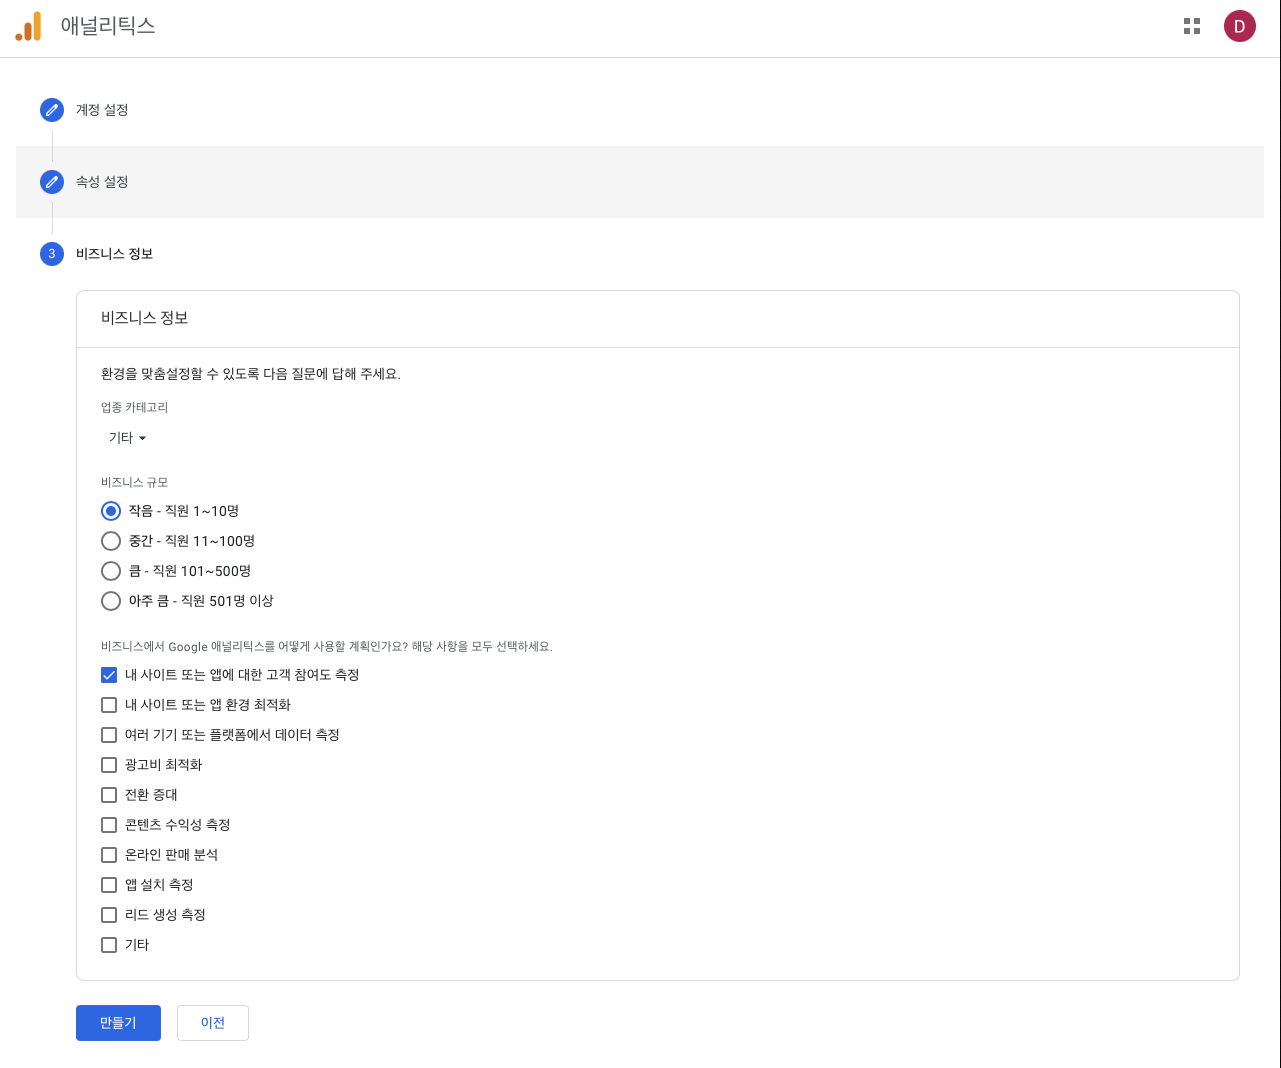 애널리틱스
D
계정 설정
속성 설정
3 비즈니스 정보
비즈니스 정보
환경을 맞춤설정할 수 있도록 다음 질문에 답해 주세요.
업종 카테고리
기타
비즈니스 규모
작음 - 직원 1~10명
중간 - 직원 11~100명
큼 - 직원 101~500명
아주 큼 - 직원 501명 이상
비즈니스에서 Google 애널리틱스를 어떻게 사용할 계획인가요? 해당 사항을 모두 선택하세요.
내 사이트 또는 앱에 대한 고객 참여도 측정
내 사이트 또는 앱 환경 최적화
여러 기기 또는 플랫폼에서 데이터 측정
광고비 최적화
전환 증대
콘텐츠 수익성 측정
온라인 판매 분석
앱 설치 측정
리드 생성 측정
기타
만들기 이전